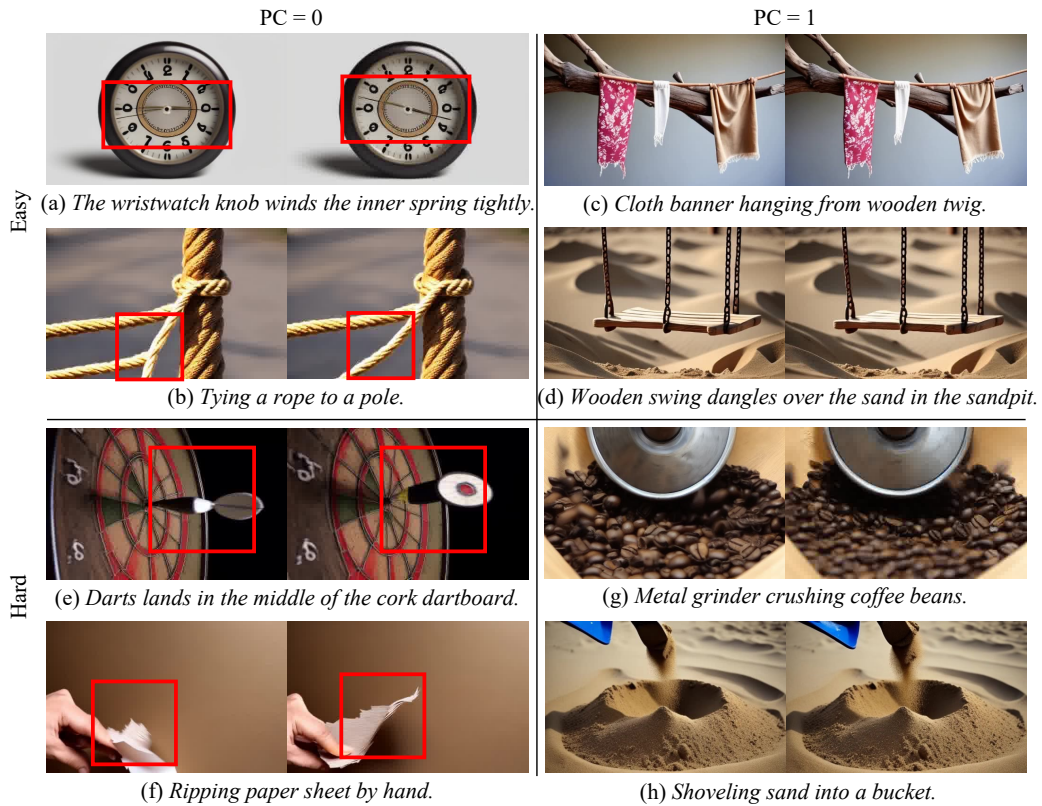 PC = 0
PC = 1
Easy
(a) The wristwatch knob winds the inner spring tightly.
(c) Cloth banner hanging from wooden twig.
(b) Tying a rope to a pole.
(d) Wooden swing dangles over the sand in the sandpit.
Hard
(e) Darts lands in the middle of the cork dartboard.
(g) Metal grinder crushing coffee beans.
(f) Ripping paper sheet by hand.
(h) Shoveling sand into a bucket.